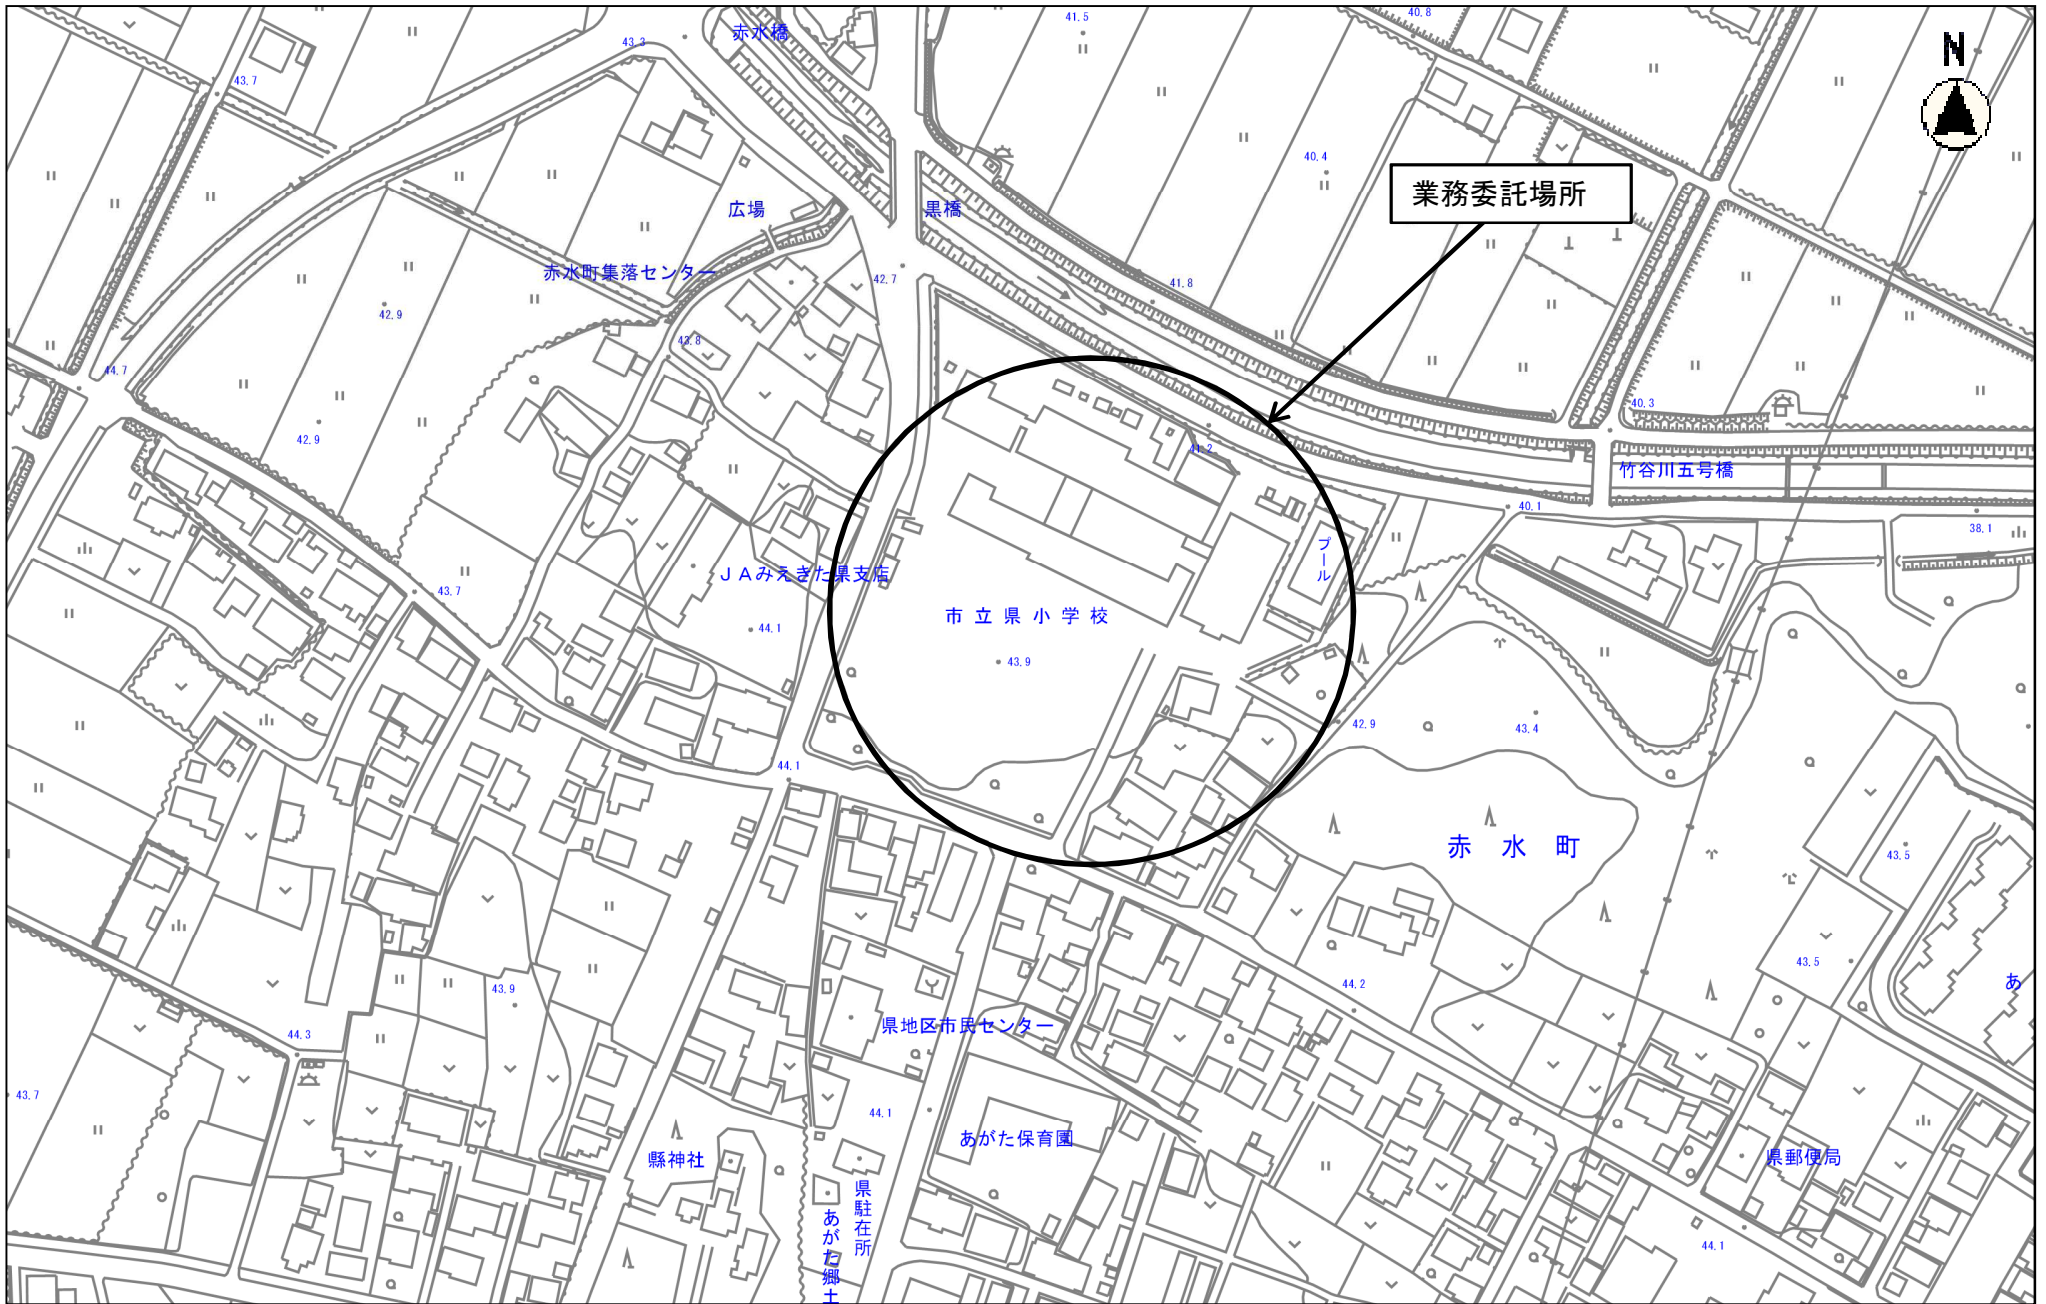 41.5
40.8
赤水橋
43.3
N
43.7
40.4
業務委託場所
広場
黒橋
赤水町集落センター
42.7
41.8
42.9
43.8
44.7
40.3
42.9
41.2
竹谷川五号橋
40.1
38.1
プール
JAみえきた県支店
43.7
市立県小学校
44.1
43.9
42.9
43.4
44.1
赤水町
43.5
43.5
あ
43.9
44.2
県地区市民センター
44.3
43.7
44.1
あがた保育園
縣神社
県郵便局
県駐在所
あがた郷土
44.1